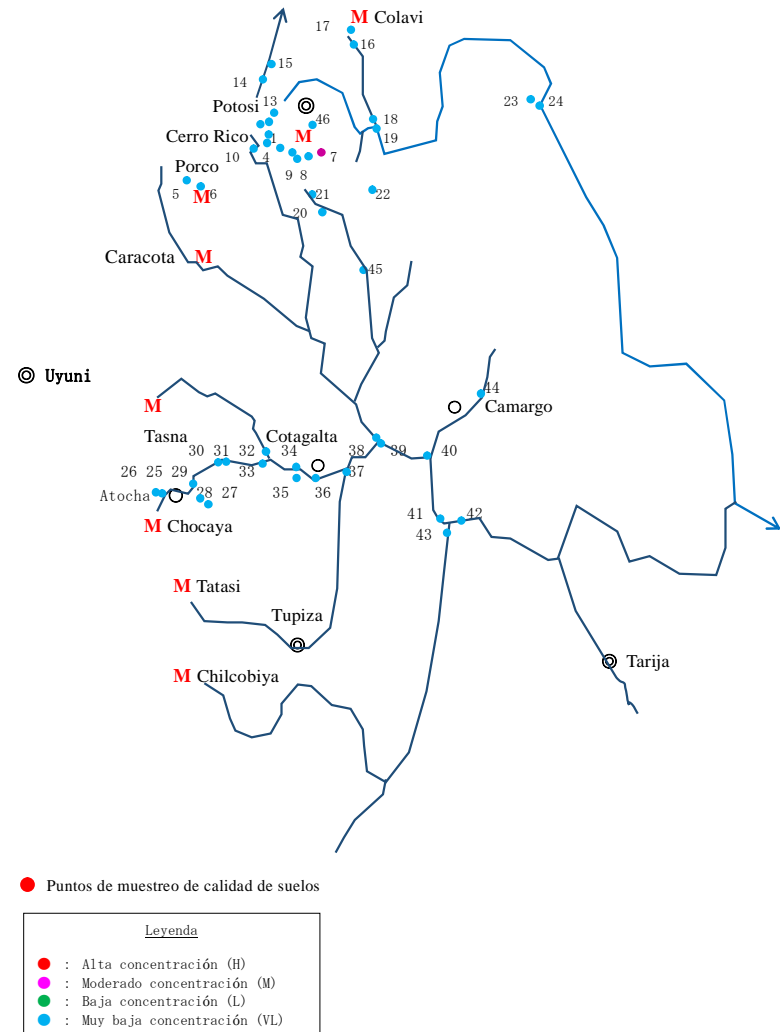 17 M Colavi
16
15
14
13
Potosi
18
23 24
46
19
Cerro Rico 1 M
10 4 7
Porco 9 8
5 6 21 22
M
20
Caracota M
45
Uyuni
44
M
Camargo
Tasna Cotagalta 38 39 40
30 31 32 34
33 37
26 25 29
35 36
Atocha 28 27
41 42
M Chocaya
43
M Tatasi
Tupiza
Tarija
M Chilcobiya
Puntos de muestreo de calidad de suelos
Leyenda
: Alta concentración (H)
: Moderado concentración (M)
: Baja concentración (L)
: Muy baja concentración (VL)